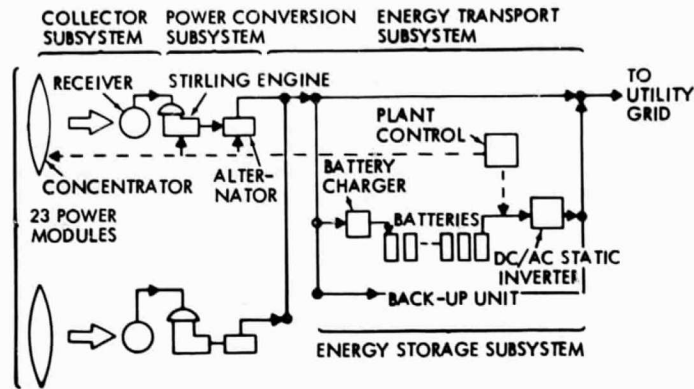 COLLECTOR
SUBSYSTEM
POWER CONVERSION
SUBSYSTEM
ENERGY TRANSPORT
SUBSYSTEM
RECEIVER
STIRLING ENGINE
TO
UTILITY
GRID
PLANT
CONTROL
CONCENTRATOR
ALTER-
NATOR
BATTERY
CHARGER
23 POWER
MODULES
BATTERIES
DC/AC STATIC
INVERTER
BACK-UP UNIT
ENERGY STORAGE SUBSYSTEM